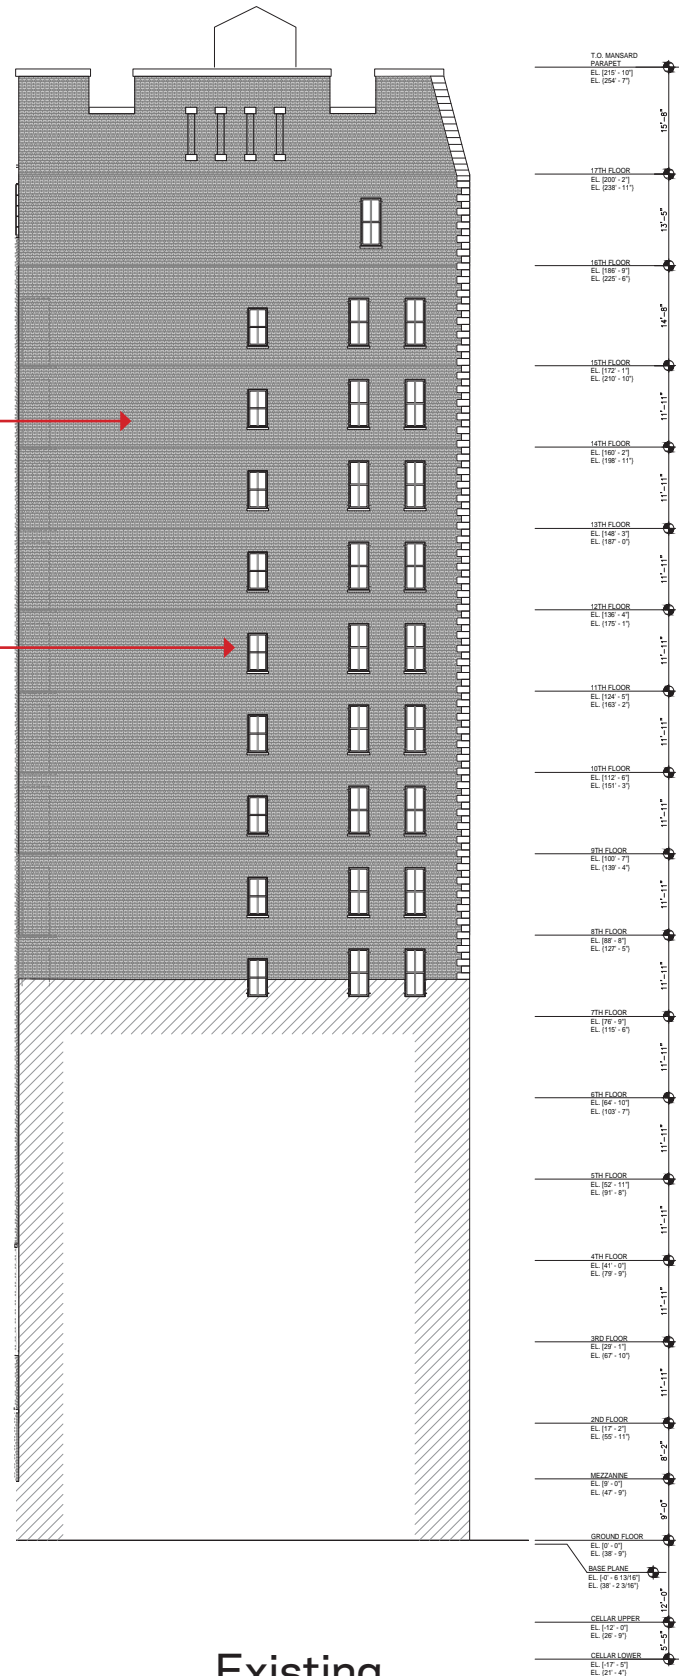 T.O. MANSARD
PARAPET
EL. [215' - 10"]
EL. (254' - 7")
15'-8"
17TH FLOOR
EL. [200' - 2"]
EL. (238' - 11")
13'-5"
16TH FLOOR
EL. [186' - 9"]
EL. (225' - 6")
14'-8"
15TH FLOOR
EL. [172' - 1"]
EL. (210' - 10")
11'-11"
14TH FLOOR
EL. [160' - 2"]
EL. (198' - 11")
11'-11"
13TH FLOOR
EL. [148' - 3"]
EL. (187' - 0")
11'-11"
12TH FLOOR
EL. [136' - 4"]
EL. (175' - 1")
11'-11"
11TH FLOOR
EL. [124' - 5"]
EL. (163' - 2")
11'-11"
10TH FLOOR
EL. [112' - 6"]
EL. (151' - 3")
11'-11"
9TH FLOOR
EL. [100' - 7"]
EL. (139' - 4")
11'-11"
8TH FLOOR
EL. [88' - 8"]
EL. (127' - 5")
11'-11"
7TH FLOOR
EL. [76' - 9"]
EL. (115' - 6")
11'-11"
6TH FLOOR
EL. [64' - 10"]
EL. (103' - 7")
11'-11"
5TH FLOOR
EL. [52' - 11"]
EL. (91' - 8")
11'-11"
4TH FLOOR
EL. [41' - 0"]
EL. (79' - 9")
11'-11"
3RD FLOOR
EL. [29' - 1"]
EL. (67' - 10")
11'-11"
2ND FLOOR
EL. [17' - 2"]
EL. (55' - 11")
8'-2"
MEZZANINE
EL. [9' - 0"]
EL. (47' - 9")
9'-0"
GROUND FLOOR
EL. [0' - 0"]
EL. (38' - 9")
BASE PLANE
EL. [-0' - 6 13/16"]
EL. (38' - 2 3/16")
12'-0"
CELLAR UPPER
EL. [-12' - 0"]
EL. (26' - 9")
5'-5"
CELLAR LOWER
EL. [-17' - 5"]
EL. (21' - 4")
Existing